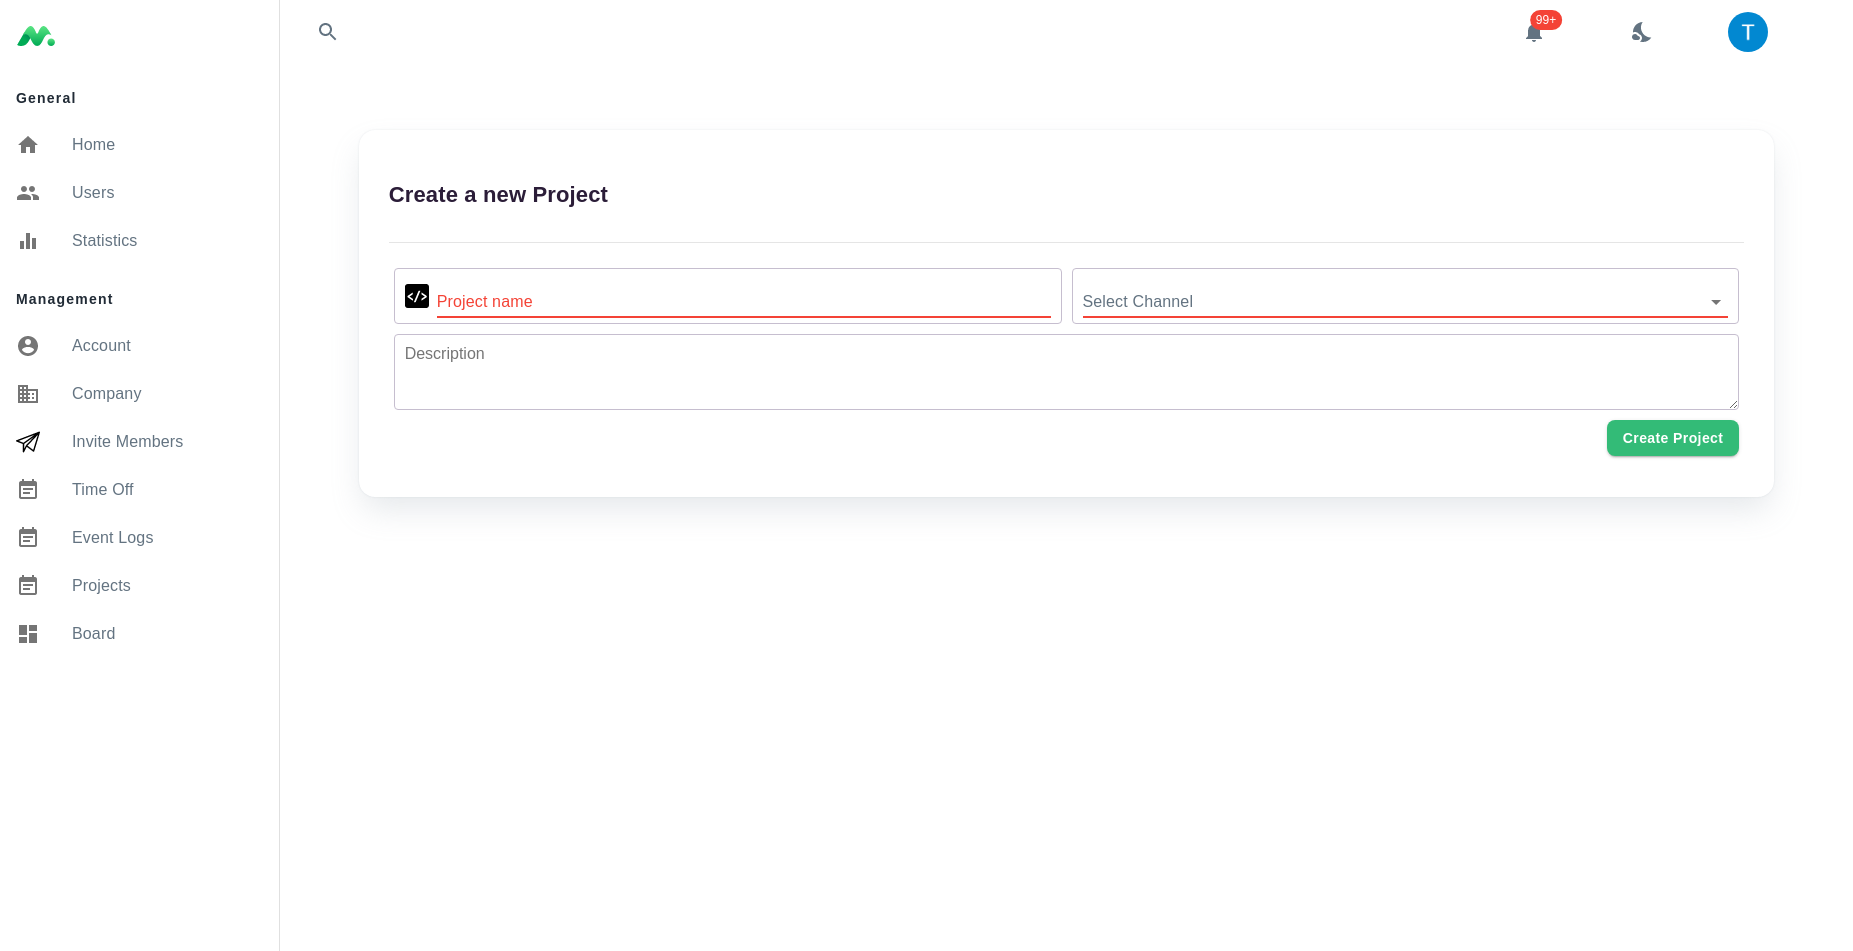 99+
T
General
Home
Users
Statistics
Management
Account
Company
Invite Members
Time Off
Event Logs
Projects
Board
Create a new Project
</>
Project name
Select Channel
Description
Create Project